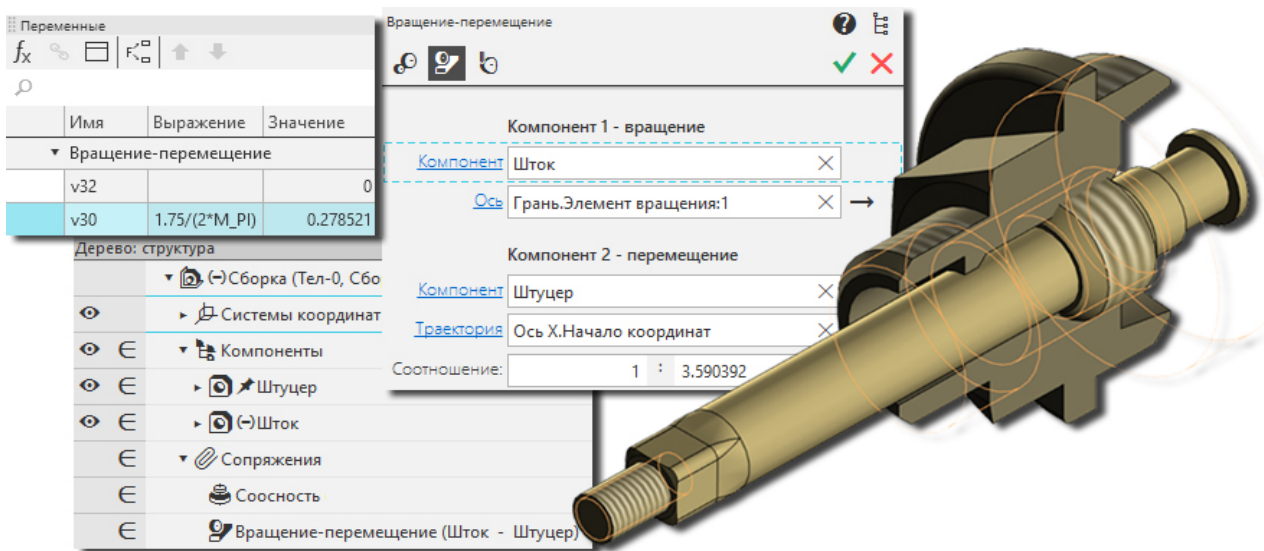 Переменные
fx
Имя Выражение Значение
Вращение-перемещение
v32 0
v30 1.75/(2*M_PI) 0.278521
Дерево: структура
(-)Сборка (Тел-0, Сбо
Системы координат
∈ Компоненты
∈ Штуцер
∈ (-)Шток
∈ Сопряжения
∈ Соосность
∈ Вращение-перемещение (Шток - Штуцер)
Вращение-перемещение
?
Компонент 1 - вращение
Компонент Шток
Ось Грань.Элемент вращения:1
Компонент 2 - перемещение
Компонент Штуцер
Траектория Ось X.Начало координат
Соотношение: 1 : 3.590392